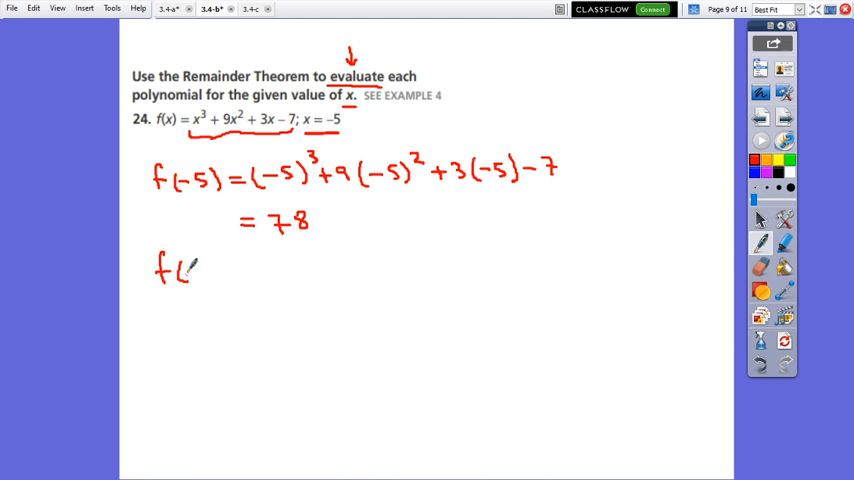 File Edit View Insert Tools Help
3.4-a* 3.4-b* 3.4-c
CLASSFLOW Connect
Page 9 of 11
Best Fit
Use the Remainder Theorem to evaluate each
polynomial for the given value of x. SEE EXAMPLE 4
24. f(x) = x³ + 9x² + 3x – 7; x = –5
f(-5) = (-5)³ + 9(-5)² + 3(-5) - 7
= 78
f(